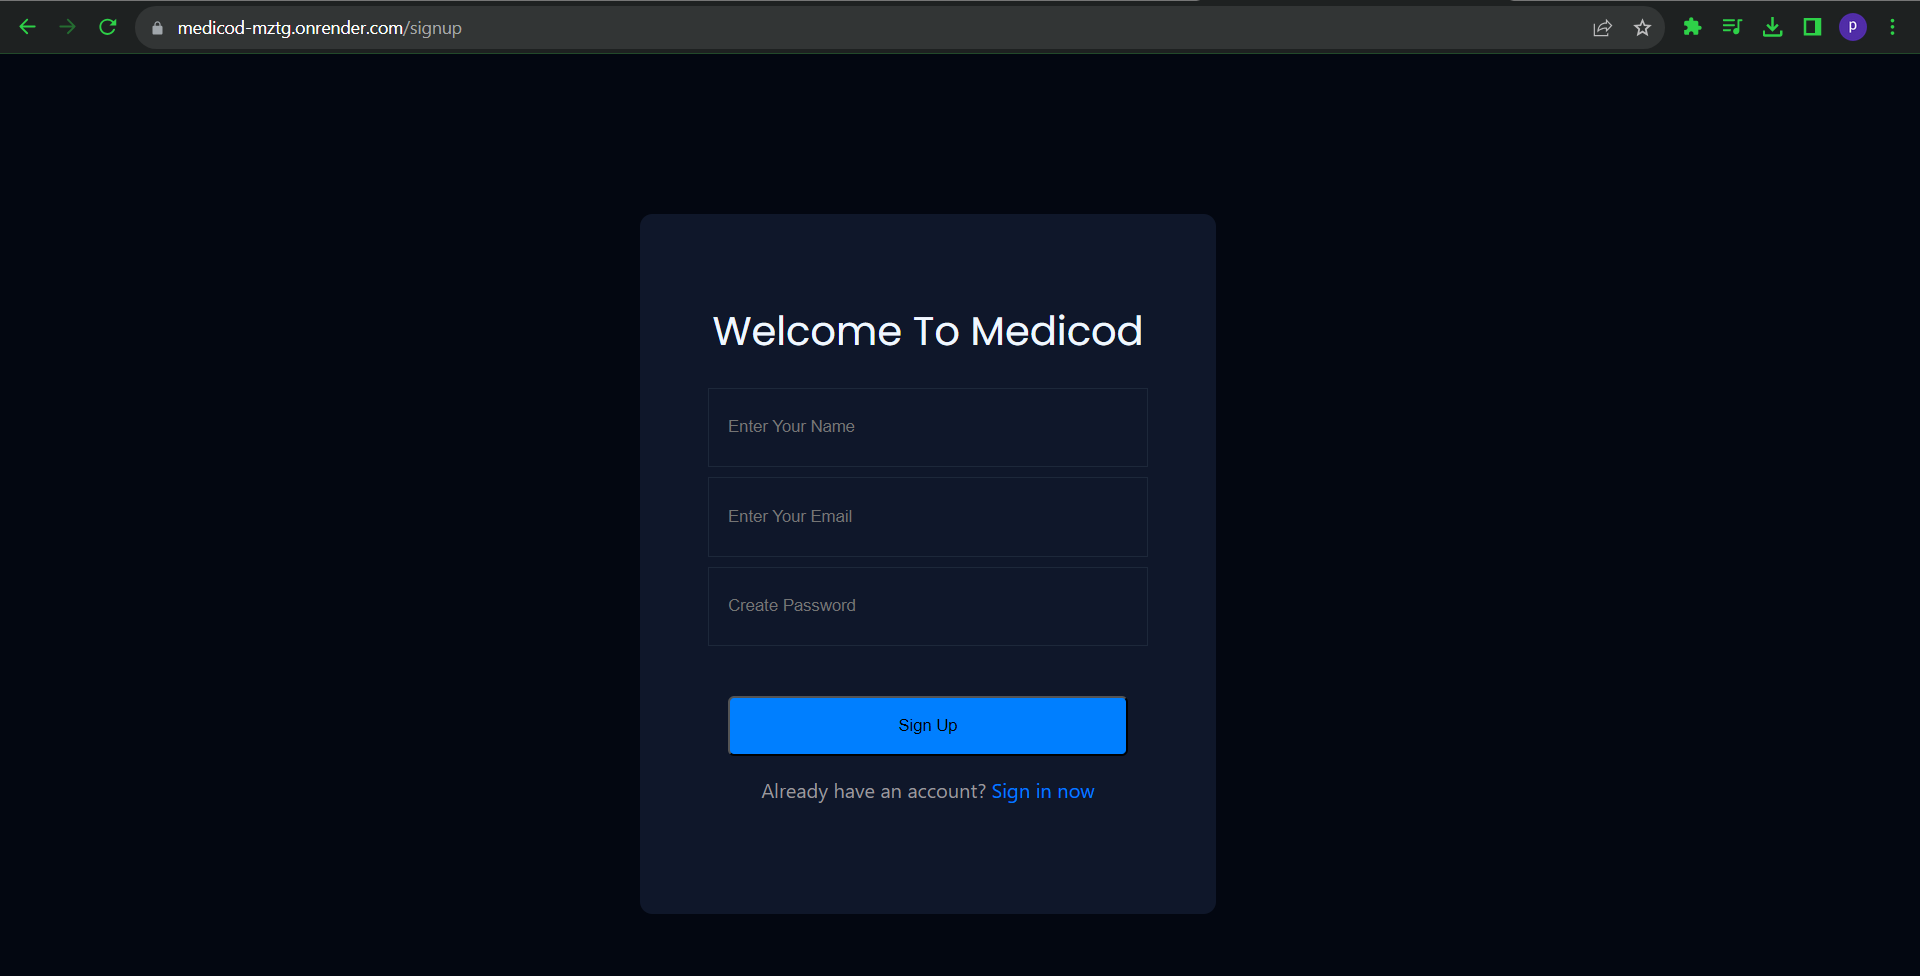 medicod-mztg.onrender.com/signup
p
Welcome To Medicod
Enter Your Name
Enter Your Email
Create Password
Sign Up
Already have an account? Sign in now